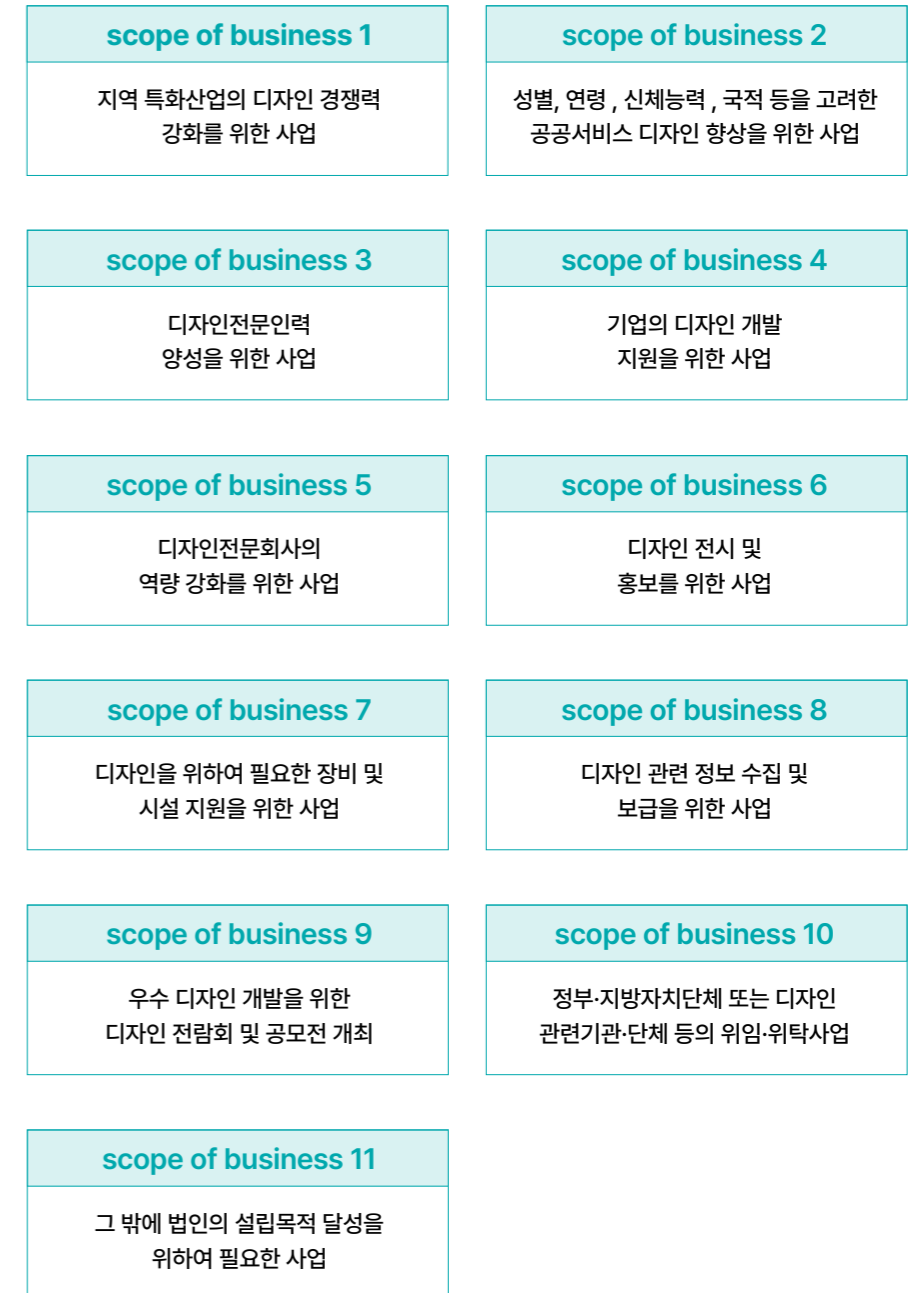 scope of business 1
지역 특화산업의 디자인 경쟁력
강화를 위한 사업
scope of business 2
성별, 연령 , 신체능력 , 국적 등을 고려한
공공서비스 디자인 향상을 위한 사업
scope of business 3
디자인전문인력
양성을 위한 사업
scope of business 4
기업의 디자인 개발
지원을 위한 사업
scope of business 5
디자인전문회사의
역량 강화를 위한 사업
scope of business 6
디자인 전시 및
홍보를 위한 사업
scope of business 7
디자인을 위하여 필요한 장비 및
시설 지원을 위한 사업
scope of business 8
디자인 관련 정보 수집 및
보급을 위한 사업
scope of business 9
우수 디자인 개발을 위한
디자인 전람회 및 공모전 개최
scope of business 10
정부·지방자치단체 또는 디자인
관련기관·단체 등의 위임·위탁사업
scope of business 11
그 밖에 법인의 설립목적 달성을
위하여 필요한 사업